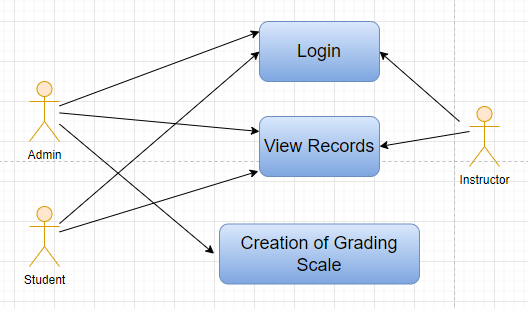 Login
View Records
Admin
Instructor
Creation of Grading
Scale
Student